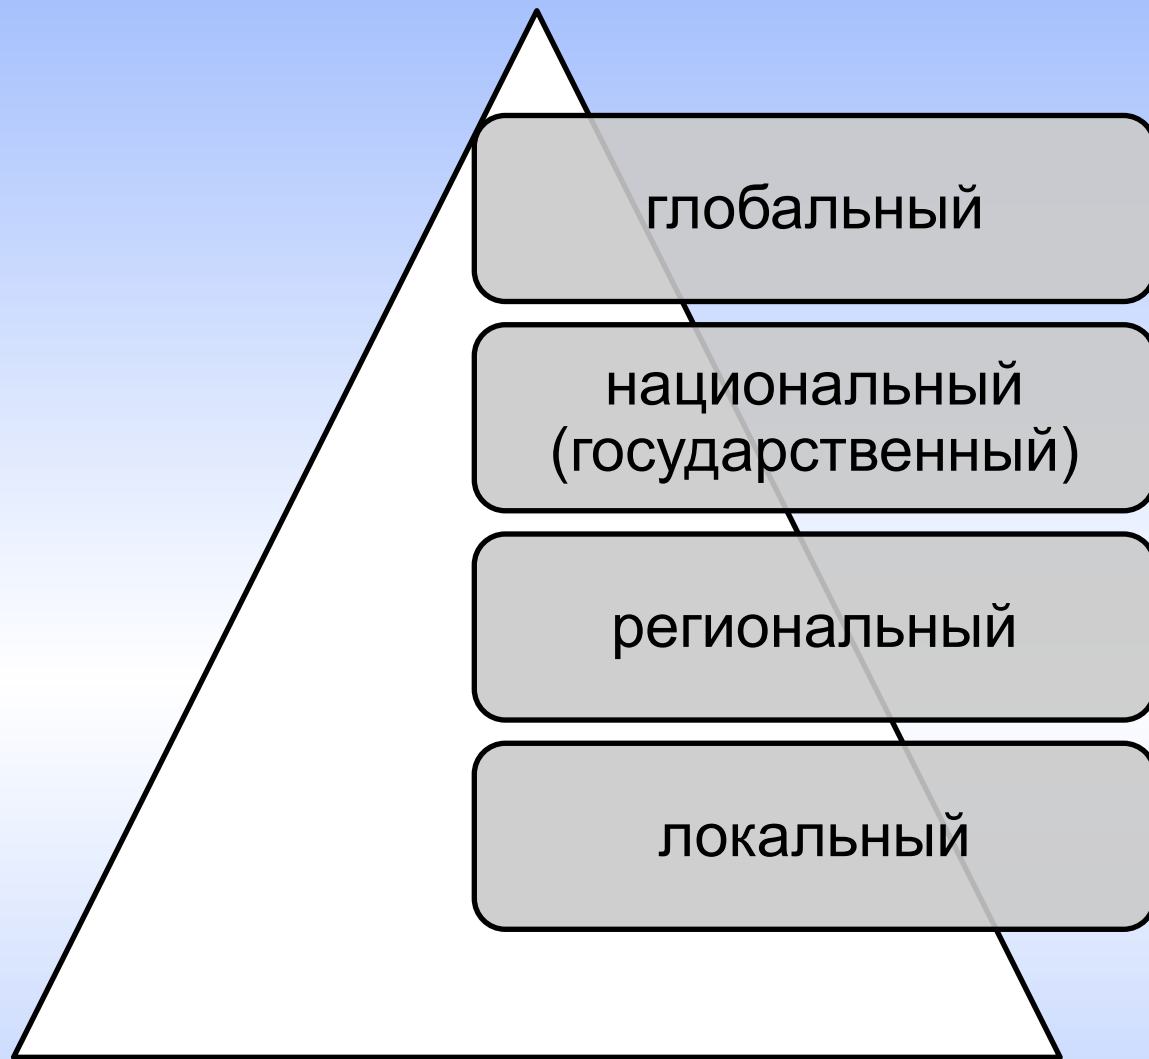 глобальный
национальный
(государственный)
региональный
локальный